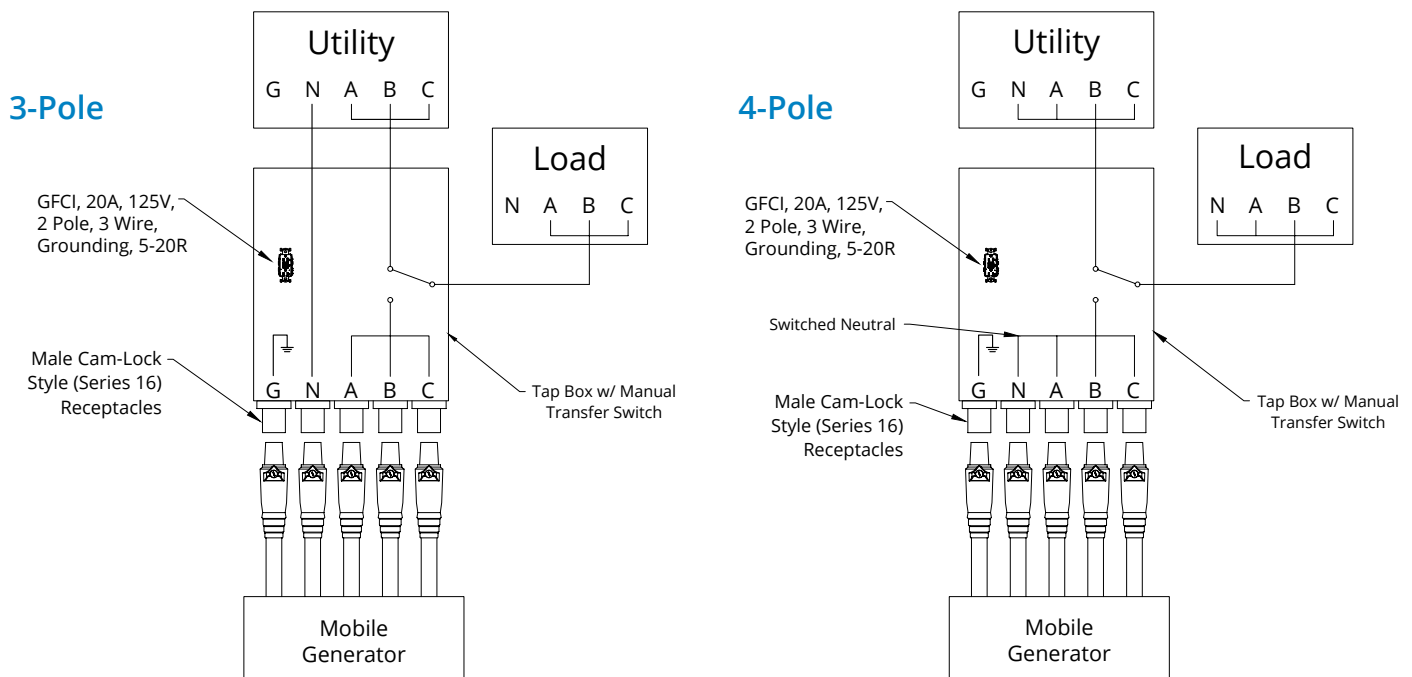 3-Pole
Utility
G N A B C
Load
N A B C
GFCI, 20A, 125V,
2 Pole, 3 Wire,
Grounding, 5-20R
Male Cam-Lock
Style (Series 16)
Receptacles
G N A B C
Tap Box w/ Manual
Transfer Switch
Mobile
Generator
4-Pole
Utility
G N A B C
Load
N A B C
GFCI, 20A, 125V,
2 Pole, 3 Wire,
Grounding, 5-20R
Switched Neutral
Male Cam-Lock
Style (Series 16)
Receptacles
G N A B C
Tap Box w/ Manual
Transfer Switch
Mobile
Generator